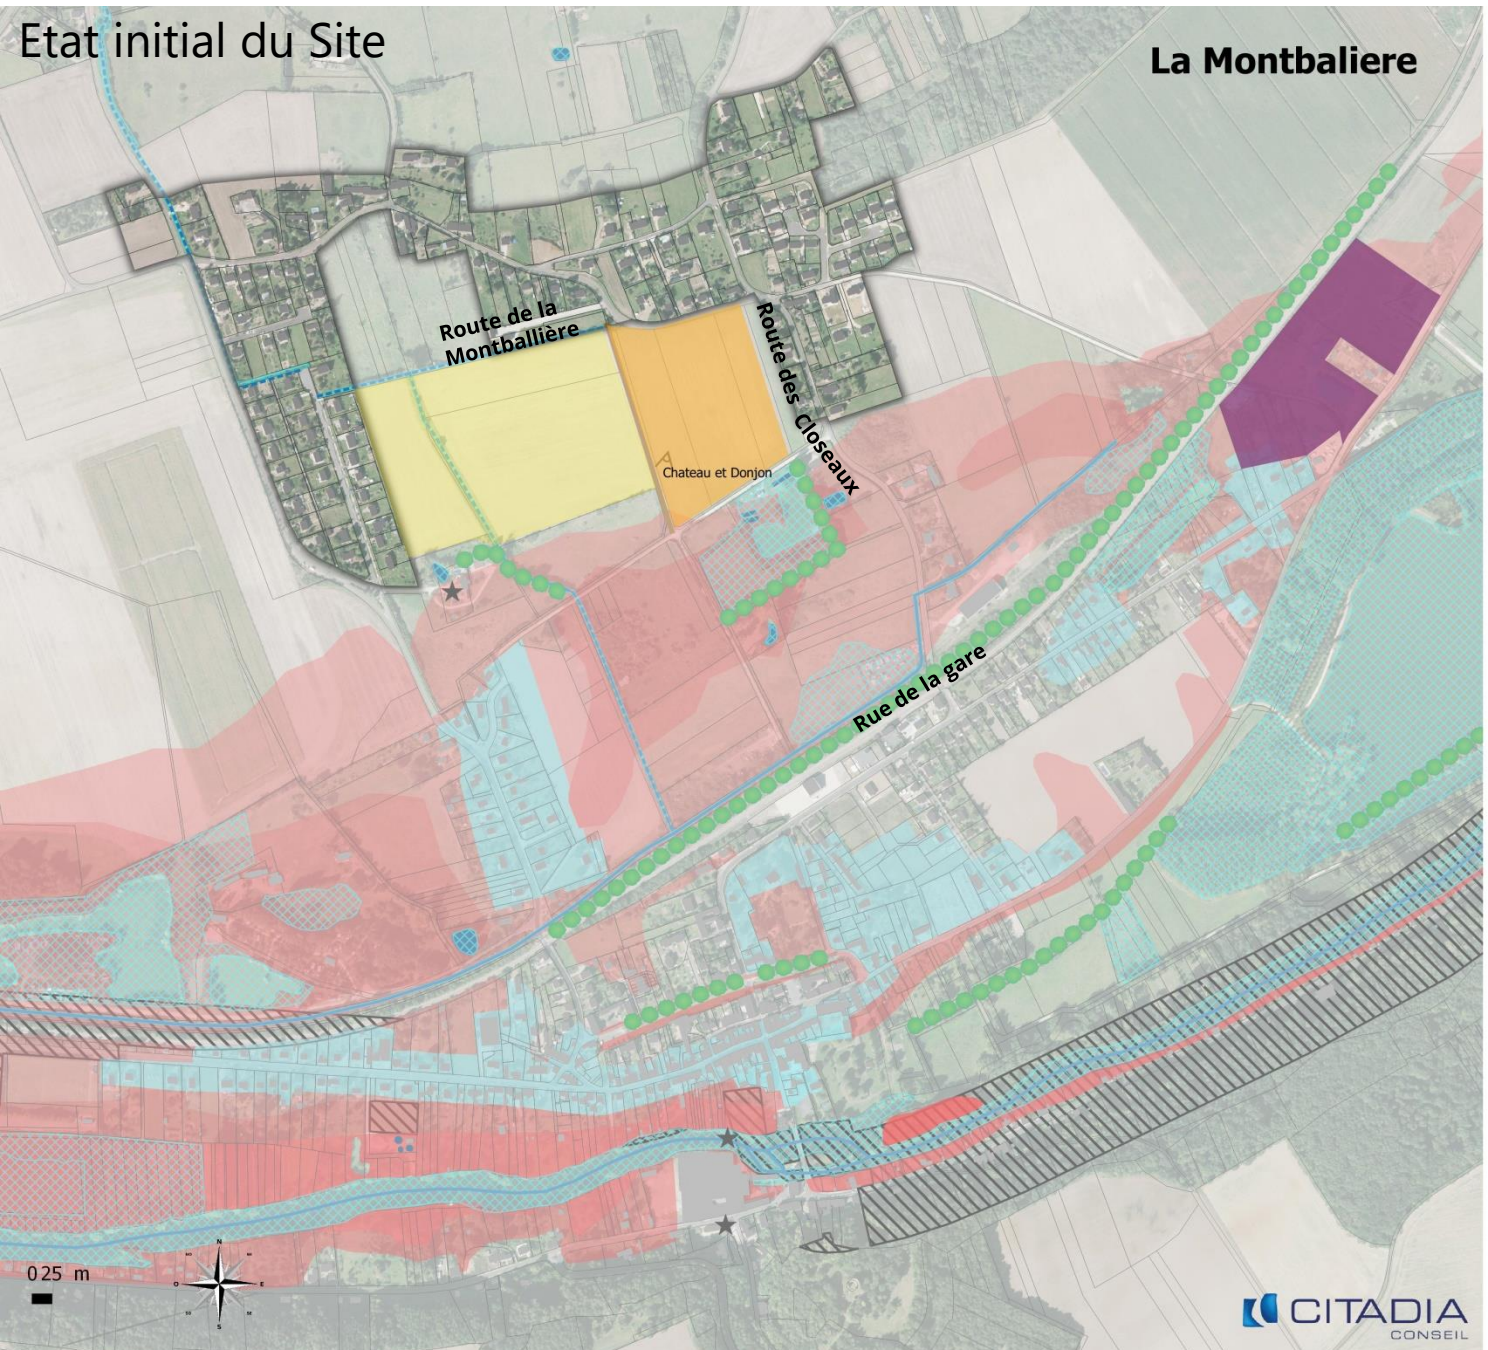 Etat initial du Site
La Montbaliere
Route de la
Montballière
Route des Closeaux
Chateau et Donjon
Rue de la gare
N
O
E
S
0 25 m
CITADIA
CONSEIL